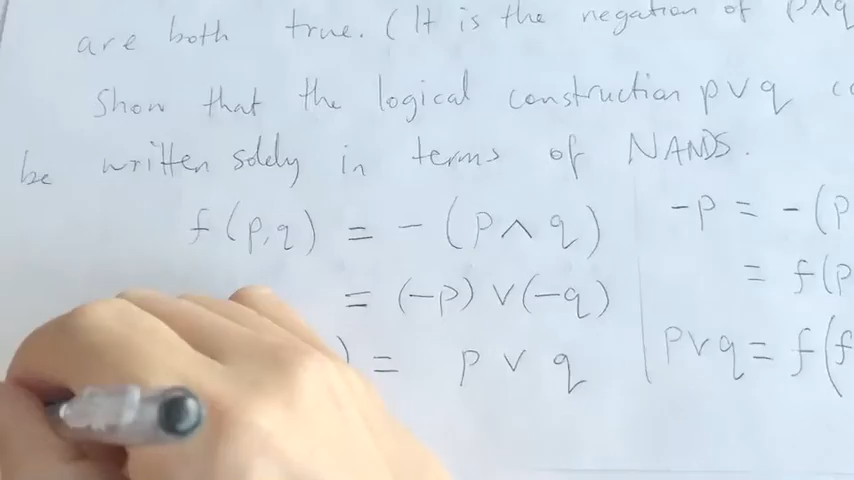 are both true. (It is the negation of p∧q
Show that the logical construction p∨q
be written solely in terms of NANDS.
f(p,q) = -(p∧q)
= (-p)∨(-q)
) = p ∨ q
-p = -(p
= f(p
p∨q = f(f